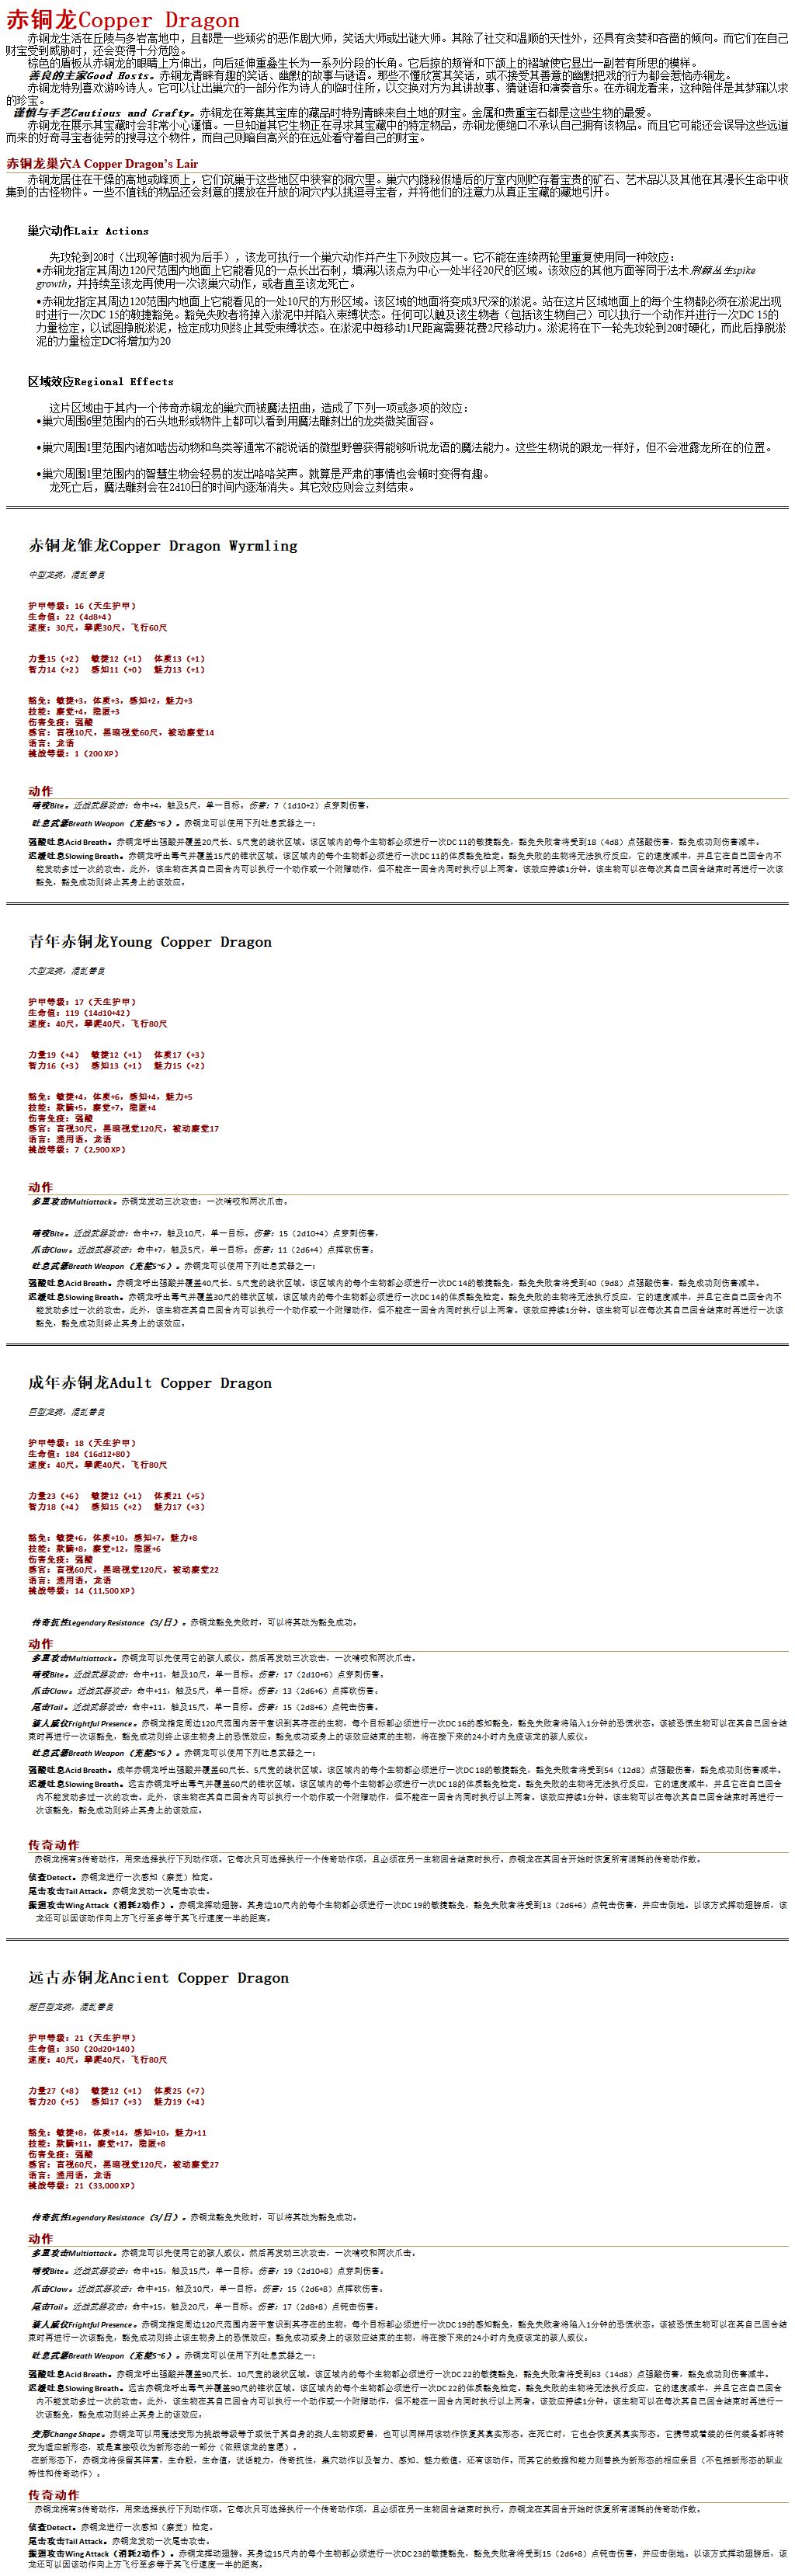 赤铜龙Copper Dragon
赤铜龙生活在丘陵与多岩高地中，且都是一些顽劣的恶作剧大师，笑话大师或出谜大师。其除了社交和温顺的天性外，还具有贪婪和吝啬的倾向。而它们在自己
财宝受到威胁时，还会变得十分危险。
棕色的盾板从赤铜龙的眼睛上方伸出，向后延伸重叠生长为一系列分段的长角。它后掠的颊脊和下颌上的褶皱使它显出一副若有所思的模样。
善良的主家Good Hosts。赤铜龙青睐有趣的笑话、幽默的故事与谜语。那些不懂欣赏其笑话，或不接受其善意的幽默把戏的行为都会惹恼赤铜龙。
赤铜龙特别喜欢游吟诗人。它可以让出巢穴的一部分作为诗人的临时住所，以交换对方为其讲故事、猜谜语和演奏音乐。在赤铜龙看来，这种陪伴是其梦寐以求
的珍宝。
谨慎与手艺Cautious and Crafty。赤铜龙在筹集其宝库的藏品时特别青睐来自土地的财宝。金属和贵重宝石都是这些生物的最爱。
赤铜龙在展示其宝藏时会非常小心谨慎。一旦知道其它生物正在寻求其宝藏中的特定物品，赤铜龙便绝口不承认自己拥有该物品。而且它可能还会误导这些远道
而来的好奇寻宝者徒劳的搜寻这个物件，而自己则暗自高兴的在远处看守着自己的财宝。
赤铜龙巢穴A Copper Dragon's Lair
赤铜龙居住在干燥的高地或峰顶上，它们筑巢于这些地区中狭窄的洞穴里。巢穴内隐秘假墙后的厅室内则贮存着宝贵的矿石、艺术品以及其他在其漫长生命中收
集到的古怪物件。一些不值钱的物品还会刻意的摆放在开放的洞穴内以挑逗寻宝者，并将他们的注意力从真正宝藏的藏地引开。
巢穴动作Lair Actions
先攻轮到20时（出现等值时视为后手），该龙可执行一个巢穴动作并产生下列效应其一。它不能在连续两轮里重复使用同一种效应：
•赤铜龙指定其周边120尺范围内地面上它能看见的一点长出石刺，填满以该点为中心一处半径20尺的区域。该效应的其他方面等同于法术荆棘丛生spike
growth，并持续至该龙再使用一次该巢穴动作，或者直至该龙死亡。
•赤铜龙指定其周边120范围内地面上它能看见的一处10尺的方形区域。该区域的地面将变成3尺深的淤泥。站在这片区域地面上的每个生物都必须在淤泥出现
时进行一次DC 15的敏捷豁免。豁免失败者将掉入淤泥中并陷入束缚状态。任何可以触及该生物者（包括该生物自己）可以执行一个动作并进行一次DC 15的
力量检定，以试图挣脱淤泥，检定成功则终止其受束缚状态。在淤泥中每移动1尺距离需要花费2尺移动力。淤泥将在下一轮先攻轮到20时硬化，而此后挣脱淤
泥的力量检定DC将增加为20
区域效应Regional Effects
这片区域由于其内一个传奇赤铜龙的巢穴而被魔法扭曲，造成了下列一项或多项的效应：
•巢穴周围6里范围内的石头地形或物件上都可以看到用魔法雕刻出的龙类微笑面容。
•巢穴周围1里范围内诸如啮齿动物和鸟类等通常不能说话的微型野兽获得能够听说龙语的魔法能力。这些生物说的跟龙一样好，但不会泄露龙所在的位置。
•巢穴周围1里范围内的智慧生物会轻易的发出咯咯笑声。就算是严肃的事情也会顿时变得有趣。
龙死亡后，魔法雕刻会在2d10日的时间内逐渐消失。其它效应则会立刻结束。
赤铜龙雏龙Copper Dragon Wyrmling
中型龙类，混乱善良
护甲等级：16（天生护甲）
生命值：22（4d8+4）
速度：30尺，攀爬30尺，飞行60尺
力量15（+2） 敏捷12（+1） 体质13（+1）
智力14（+2） 感知11（+0） 魅力13（+1）
豁免：敏捷+3，体质+3，感知+2，魅力+3
技能：察觉+4，隐匿+3
伤害免疫：强酸
感官：盲视10尺，黑暗视觉60尺，被动察觉14
语言：龙语
挑战等级：1（200 XP）
动作
啃咬Bite。近战武器攻击：命中+4，触及5尺，单一目标。伤害：7（1d10+2）点穿刺伤害，
吐息武器Breath Weapon（充能5~6）。赤铜龙可以使用下列吐息武器之一：
强酸吐息Acid Breath。赤铜龙呼出强酸并覆盖20尺长、5尺宽的线状区域。该区域内的每个生物都必须进行一次DC 11的敏捷豁免，豁免失败者将受到18（4d8）点强酸伤害，豁免成功则伤害减半。
迟缓吐息Slowing Breath。赤铜龙呼出毒气并覆盖15尺的锥状区域。该区域内的每个生物都必须进行一次DC 11的体质豁免检定。豁免失败的生物将无法执行反应，它的速度减半，并且它在自己回合内不
能发动多过一次的攻击。此外，该生物在其自己回合内可以执行一个动作或一个附赠动作，但不能在一回合内同时执行以上两者。该效应持续1分钟。该生物可以在每次其自己回合结束时再进行一次该
豁免，豁免成功则终止其身上的该效应。
青年赤铜龙Young Copper Dragon
大型龙类，混乱善良
护甲等级：17（天生护甲）
生命值：119（14d10+42）
速度：40尺，攀爬40尺，飞行80尺
力量19（+4） 敏捷12（+1） 体质17（+3）
智力16（+3） 感知13（+1） 魅力15（+2）
豁免：敏捷+4，体质+6，感知+4，魅力+5
技能：欺瞒+5，察觉+7，隐匿+4
伤害免疫：强酸
感官：盲视30尺，黑暗视觉120尺，被动察觉17
语言：通用语，龙语
挑战等级：7（2,900 XP）
动作
多重攻击Multiattack。赤铜龙发动三次攻击：一次啃咬和两次爪击。
啃咬Bite。近战武器攻击：命中+7，触及10尺，单一目标。伤害：15（2d10+4）点穿刺伤害，
爪击Claw。近战武器攻击：命中+7，触及5尺，单一目标。伤害：11（2d6+4）点挥砍伤害。
吐息武器Breath Weapon（充能5~6）。赤铜龙可以使用下列吐息武器之一：
强酸吐息Acid Breath。赤铜龙呼出强酸并覆盖40尺长、5尺宽的线状区域。该区域内的每个生物都必须进行一次DC 14的敏捷豁免，豁免失败者将受到40（9d8）点强酸伤害，豁免成功则伤害减半。
迟缓吐息Slowing Breath。赤铜龙呼出毒气并覆盖30尺的锥状区域。该区域内的每个生物都必须进行一次DC 14的体质豁免检定。豁免失败的生物将无法执行反应，它的速度减半，并且它在自己回合内不
能发动多过一次的攻击。此外，该生物在其自己回合内可以执行一个动作或一个附赠动作，但不能在一回合内同时执行以上两者。该效应持续1分钟。该生物可以在每次其自己回合结束时再进行一次该
豁免，豁免成功则终止其身上的该效应。
成年赤铜龙Adult Copper Dragon
巨型龙类，混乱善良
护甲等级：18（天生护甲）
生命值：184（16d12+80）
速度：40尺，攀爬40尺，飞行80尺
力量23（+6） 敏捷12（+1） 体质21（+5）
智力18（+4） 感知15（+2） 魅力17（+3）
豁免：敏捷+6，体质+10，感知+7，魅力+8
技能：欺瞒+8，察觉+12，隐匿+6
伤害免疫：强酸
感官：盲视60尺，黑暗视觉120尺，被动察觉22
语言：通用语，龙语
挑战等级：14（11,500 XP）
传奇抗性Legendary Resistance（3/日）。赤铜龙豁免失败时，可以将其改为豁免成功。
动作
多重攻击Multiattack。赤铜龙可以先使用它的骇人威仪。然后再发动三次攻击，一次啃咬和两次爪击。
啃咬Bite。近战武器攻击：命中+11，触及10尺，单一目标。伤害：17（2d10+6）点穿刺伤害。
爪击Claw。近战武器攻击：命中+11，触及5尺，单一目标。伤害：13（2d6+6）点挥砍伤害。
尾击Tail。近战武器攻击：命中+11，触及15尺，单一目标。伤害：15（2d8+6）点钝击伤害。
骇人威仪Frightful Presence。赤铜龙指定周边120尺范围内若干意识到其存在的生物，每个目标都必须进行一次DC 16的感知豁免，豁免失败者将陷入1分钟的恐慌状态。该被恐慌生物可以在其自己回合结
束时再进行一次该豁免，豁免成功则终止该生物身上的恐慌效应。豁免成功或身上的该效应结束的生物，将在接下来的24小时内免疫该龙的骇人威仪。
吐息武器Breath Weapon（充能5~6）。赤铜龙可以使用下列吐息武器之一：
强酸吐息Acid Breath。成年赤铜龙呼出强酸并覆盖60尺长、5尺宽的线状区域。该区域内的每个生物都必须进行一次DC 18的敏捷豁免，豁免失败者将受到54（12d8）点强酸伤害，豁免成功则伤害减半。
迟缓吐息Slowing Breath。远古赤铜龙呼出毒气并覆盖60尺的锥状区域。该区域内的每个生物都必须进行一次DC 18的体质豁免检定。豁免失败的生物将无法执行反应，它的速度减半，并且它在自己回合
内不能发动多过一次的攻击。此外，该生物在其自己回合内可以执行一个动作或一个附赠动作，但不能在一回合内同时执行以上两者。该效应持续1分钟。该生物可以在每次其自己回合结束时再进行一
次该豁免，豁免成功则终止其身上的该效应。
传奇动作
赤铜龙拥有3传奇动作，用来选择执行下列动作项。它每次只可选择执行一个传奇动作项，且必须在另一生物回合结束时执行。赤铜龙在其回合开始时恢复所有消耗的传奇动作数。
侦查Detect。赤铜龙进行一次感知（察觉）检定。
尾击攻击Tail Attack。赤铜龙发动一次尾击攻击。
振翅攻击Wing Attack（消耗2动作）。赤铜龙挥动翅膀。其身边10尺内的每个生物都必须进行一次DC 19的敏捷豁免，豁免失败者将受到13（2d6+6）点钝击伤害，并应击倒地。以该方式挥动翅膀后，该
龙还可以因该动作向上方飞行至多等于其飞行速度一半的距离。
远古赤铜龙Ancient Copper Dragon
超巨型龙类，混乱善良
护甲等级：21（天生护甲）
生命值：350（20d20+140）
速度：40尺，攀爬40尺，飞行80尺
力量27（+8） 敏捷12（+1） 体质25（+7）
智力20（+5） 感知17（+3） 魅力19（+4）
豁免：敏捷+8，体质+14，感知+10，魅力+11
技能：欺瞒+11，察觉+17，隐匿+8
伤害免疫：强酸
感官：盲视60尺，黑暗视觉120尺，被动察觉27
语言：通用语，龙语
挑战等级：21（33,000 XP）
传奇抗性Legendary Resistance（3/日）。赤铜龙豁免失败时，可以将其改为豁免成功。
动作
多重攻击Multiattack。赤铜龙可以先使用它的骇人威仪。然后再发动三次攻击，一次啃咬和两次爪击。
啃咬Bite。近战武器攻击：命中+15，触及15尺，单一目标。伤害：19（2d10+8）点穿刺伤害。
爪击Claw。近战武器攻击：命中+15，触及10尺，单一目标。伤害：15（2d6+8）点挥砍伤害。
尾击Tail。近战武器攻击：命中+15，触及20尺，单一目标。伤害：17（2d8+8）点钝击伤害。
骇人威仪Frightful Presence。赤铜龙指定周边120尺范围内若干意识到其存在的生物，每个目标都必须进行一次DC 19的感知豁免，豁免失败者将陷入1分钟的恐慌状态。该被恐慌生物可以在其自己回合结
束时再进行一次该豁免，豁免成功则终止该生物身上的恐慌效应。豁免成功或身上的该效应结束的生物，将在接下来的24小时内免疫该龙的骇人威仪。
吐息武器Breath Weapon（充能5~6）。赤铜龙可以使用下列吐息武器之一：
强酸吐息Acid Breath。赤铜龙呼出强酸并覆盖90尺长、10尺宽的线状区域。该区域内的每个生物都必须进行一次DC 22的敏捷豁免，豁免失败者将受到63（14d8）点强酸伤害，豁免成功则伤害减半。
迟缓吐息Slowing Breath。远古赤铜龙呼出毒气并覆盖90尺的锥状区域。该区域内的每个生物都必须进行一次DC 22的体质豁免检定。豁免失败的生物将无法执行反应，它的速度减半，并且它在自己回合
内不能发动多过一次的攻击。此外，该生物在其自己回合内可以执行一个动作或一个附赠动作，但不能在一回合内同时执行以上两者。该效应持续1分钟。该生物可以在每次其自己回合结束时再进行一
次该豁免，豁免成功则终止其身上的该效应。
变形Change Shape。赤铜龙可以用魔法变形为挑战等级等于或低于其自身的类人生物或野兽，也可以同样用该动作恢复其真实形态。在死亡时，它也会恢复其真实形态。它携带或着装的任何装备都将转
变为适应新形态，或是直接吸收为新形态的一部分（依照该龙的意愿）。
在新形态下，赤铜龙将保留其阵营，生命骰，生命值，说话能力，传奇抗性，巢穴动作以及智力、感知、魅力数值，还有该动作。而其它的数据和能力则替换为新形态的相应条目（不包括新形态的职业
特性和传奇动作）。
传奇动作
赤铜龙拥有3传奇动作，用来选择执行下列动作项。它每次只可选择执行一个传奇动作项，且必须在另一生物回合结束时执行。赤铜龙在其回合开始时恢复所有消耗的传奇动作数。
侦查Detect。赤铜龙进行一次感知（察觉）检定。
尾击攻击Tail Attack。赤铜龙发动一次尾击攻击。
振翅攻击Wing Attack（消耗2动作）。赤铜龙挥动翅膀。其身边15尺内的每个生物都必须进行一次DC 23的敏捷豁免，豁免失败者将受到15（2d6+8）点钝击伤害，并应击倒地。以该方式挥动翅膀后，该
龙还可以因该动作向上方飞行至多等于其飞行速度一半的距离。